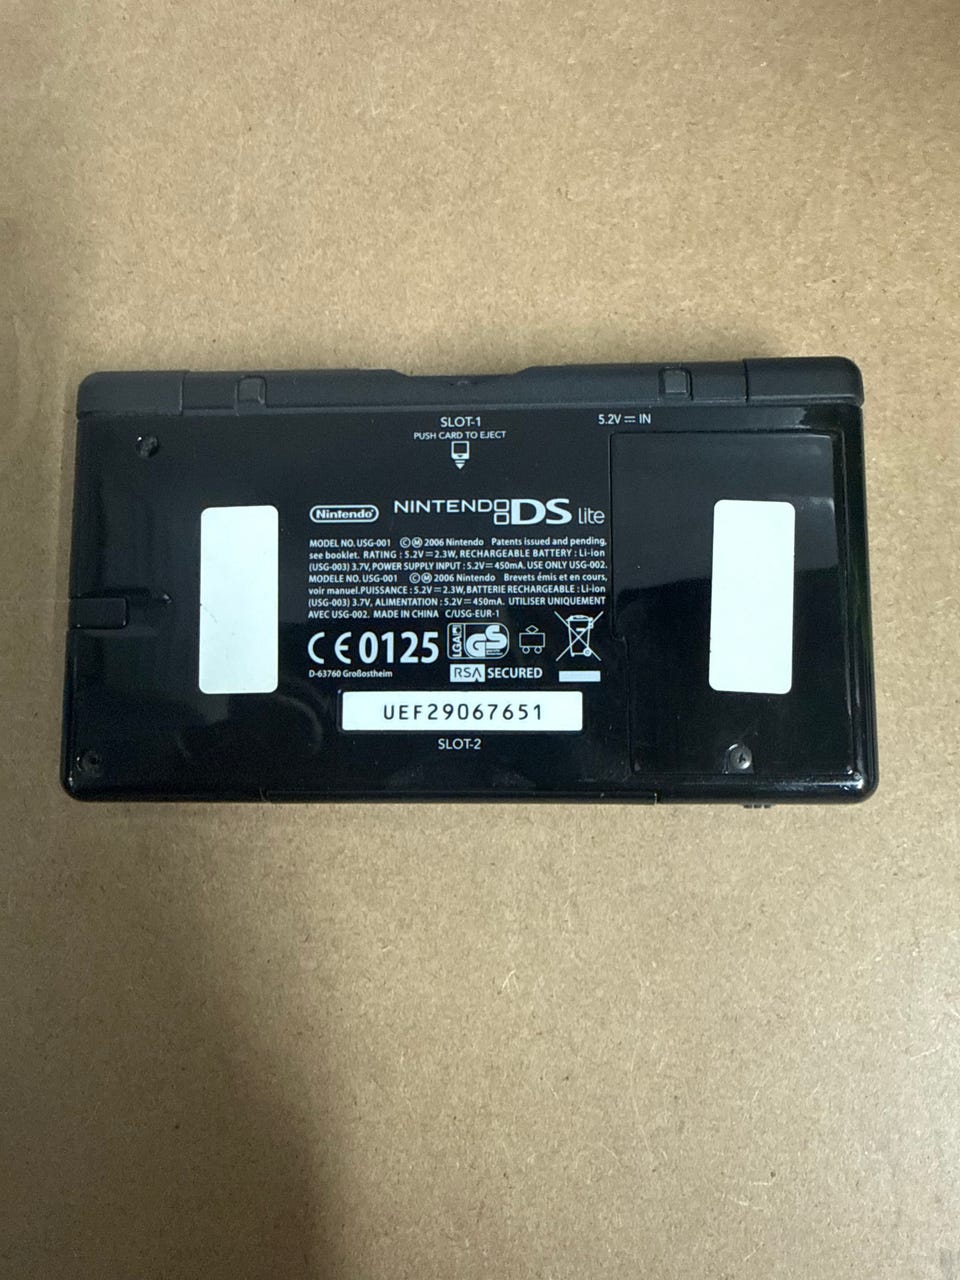 SLOT-1
PUSH CARD TO EJECT
5.2V ⎓ IN
Nintendo
NINTENDO DS Lite
MODEL NO. USG-001 ©Ⓜ 2006 Nintendo Patents issued and pending,
see booklet. RATING : 5.2V⎓2.3W, RECHARGEABLE BATTERY : Li-ion
(USG-003) 3.7V, POWER SUPPLY INPUT : 5.2V⎓450mA. USE ONLY USG-002.
MODELE NO. USG-001 ©Ⓜ 2006 Nintendo Brevets émis et en cours,
voir manuel. PUISSANCE : 5.2V⎓2.3W, BATTERIE RECHARGEABLE : Li-ion
(USG-003) 3.7V, ALIMENTATION : 5.2V⎓450mA. UTILISER UNIQUEMENT
AVEC USG-002. MADE IN CHINA C/USG-EUR-1
CE0125
LGAI
GS
D-63760 Großostheim
RSA SECURED
UEF29067651
SLOT-2